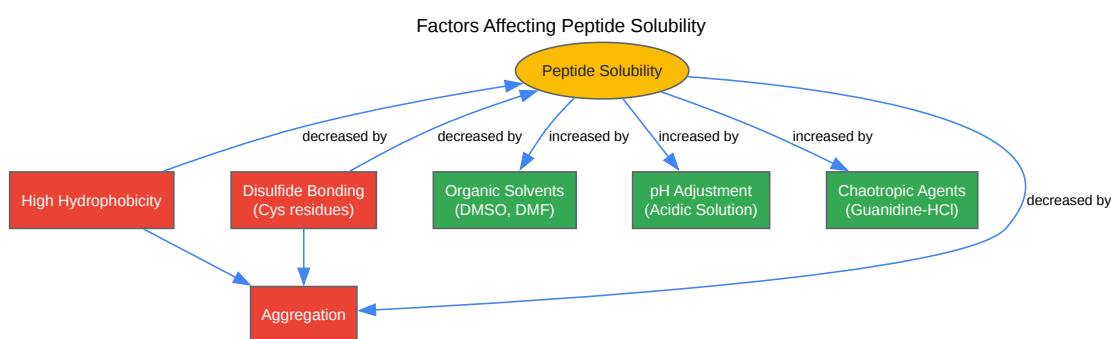 Factors Affecting Peptide Solubility
Peptide Solubility
decreased by
decreased by
increased by
increased by
increased by
High Hydrophobicity
Disulfide Bonding
(Cys residues)
Organic Solvents
(DMSO, DMF)
pH Adjustment
(Acidic Solution)
Chaotropic Agents
(Guanidine-HCl)
decreased by
Aggregation